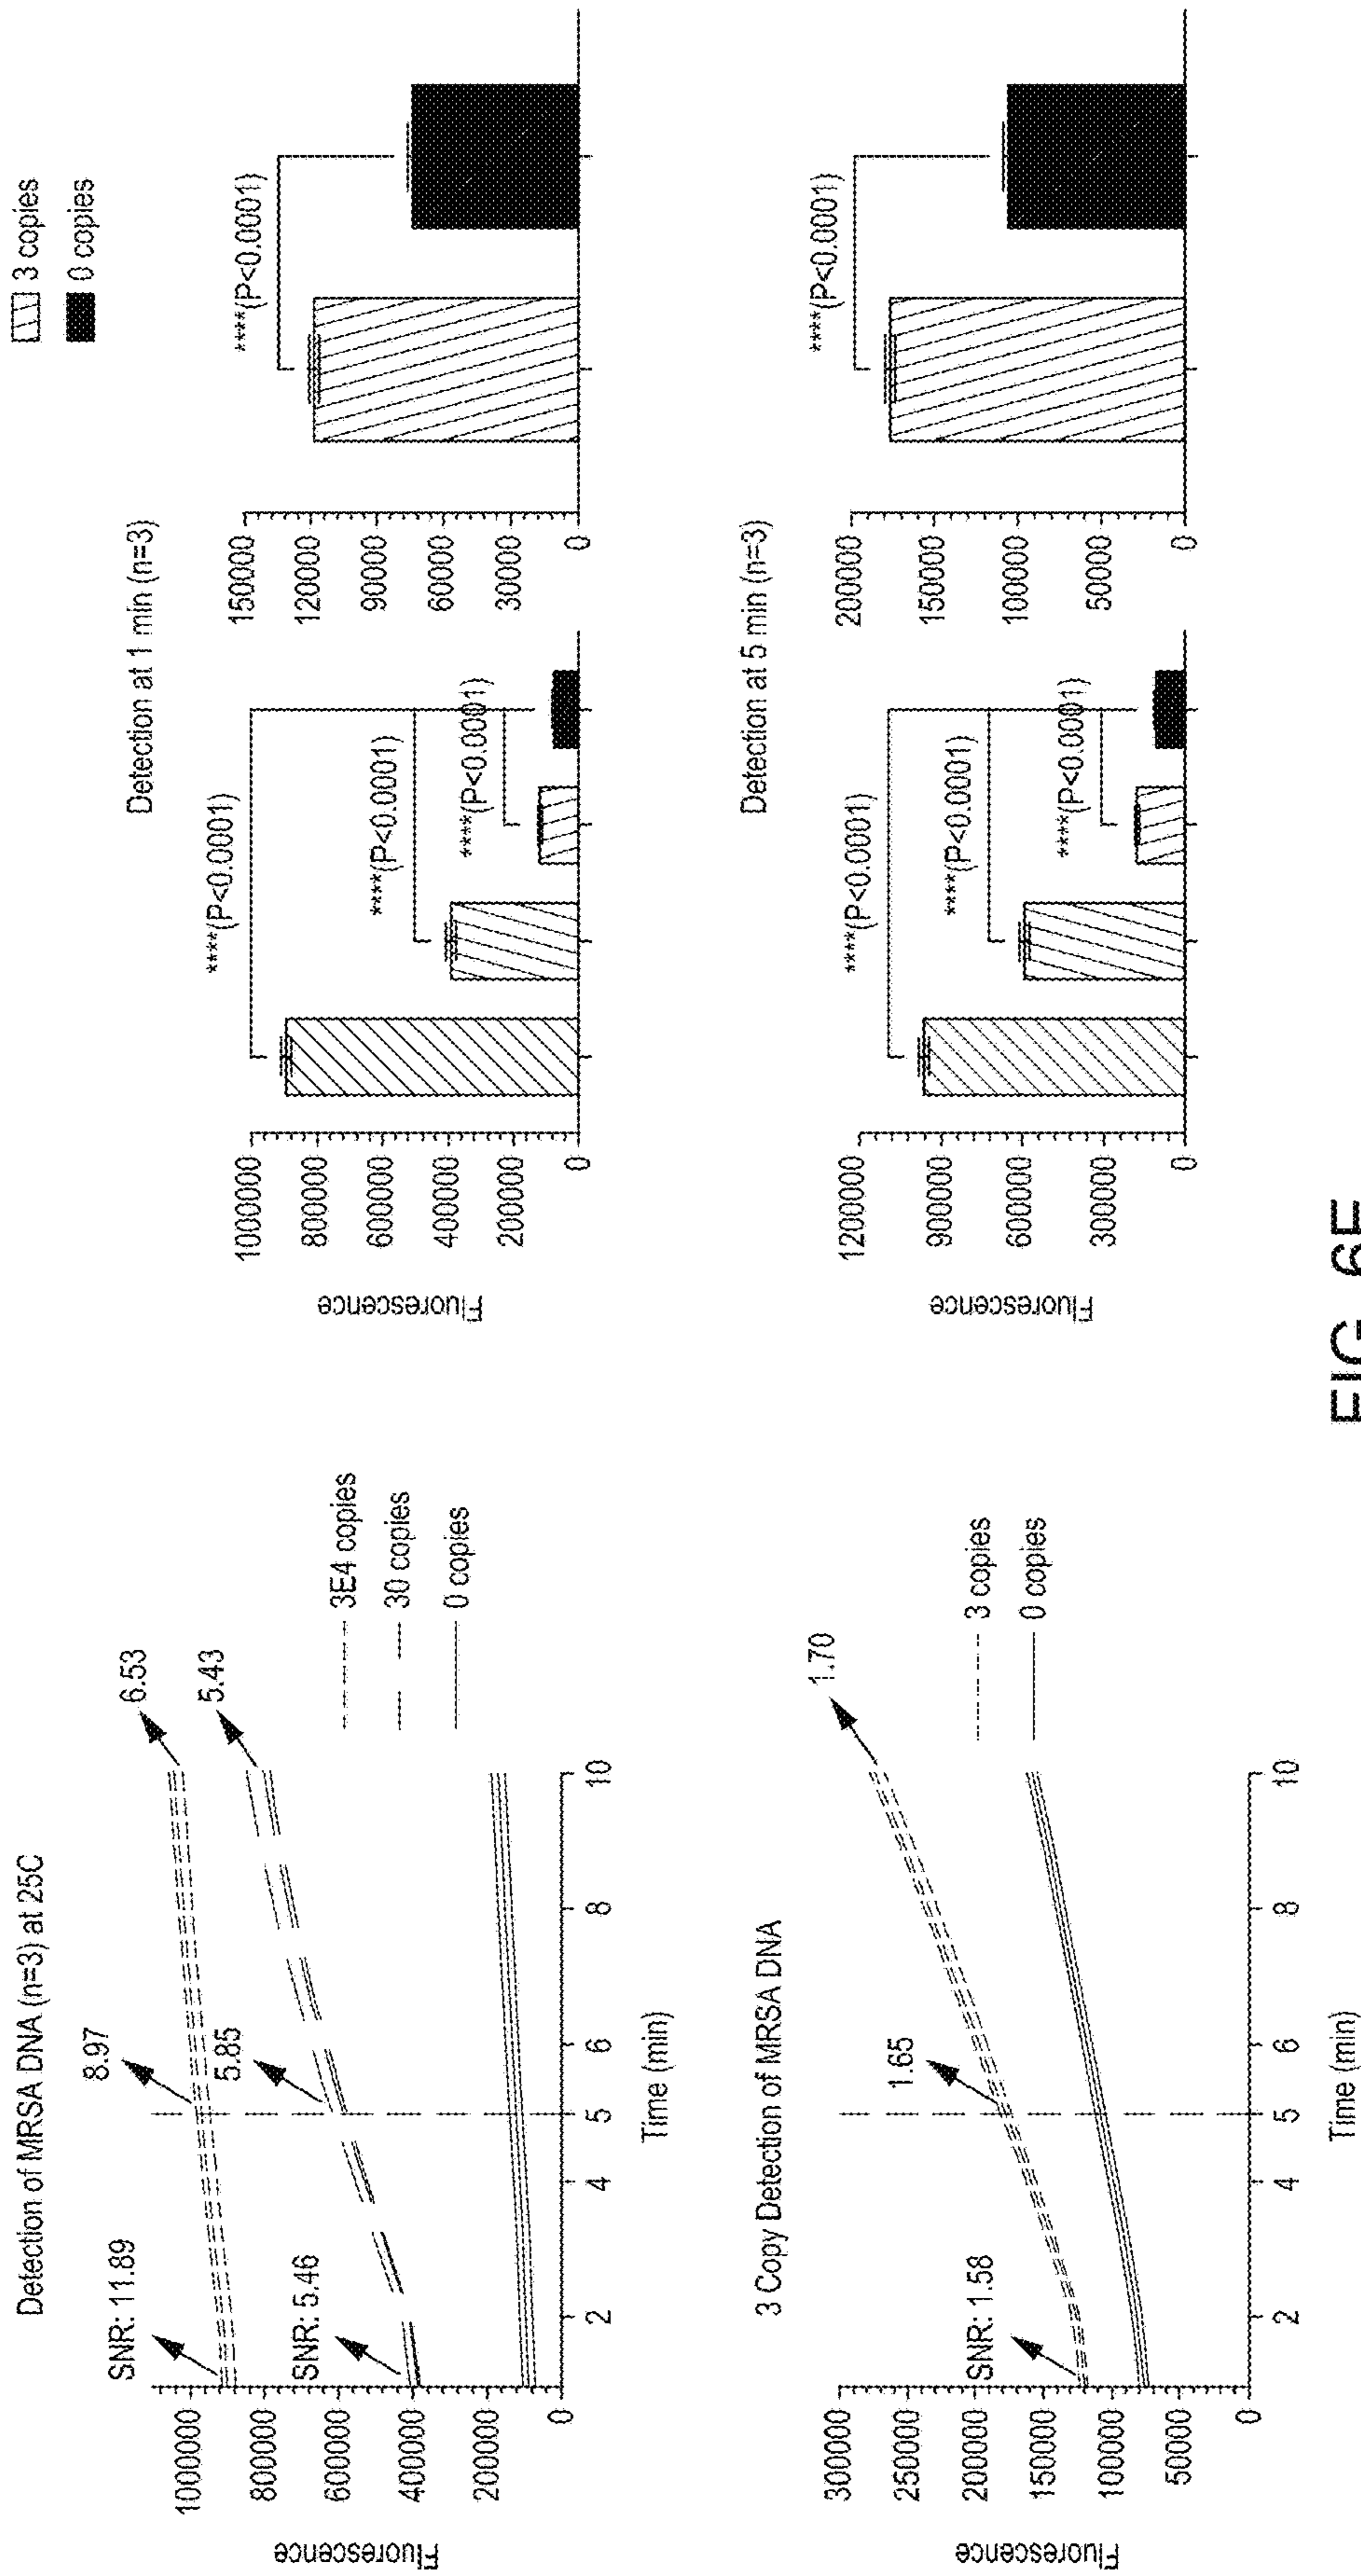 Detection of MRSA DNA (n=3) at 25C
Fluorescence
1000000
800000
600000
400000
200000
0
SNR: 11.89
8.97
6.53
SNR: 5.46
5.85
5.43
3E4 copies
30 copies
0 copies
2
4
5
6
8
10
Time (min)
3 Copy Detection of MRSA DNA
Fluorescence
300000
250000
200000
150000
100000
50000
0
SNR: 1.58
1.65
1.70
3 copies
0 copies
2
4
5
6
8
10
Time (min)
3 copies
0 copies
Detection at 1 min (n=3)
Fluorescence
1000000
800000
600000
400000
200000
0
****(P<0.0001)
****(P<0.0001)
****(P<0.0001)
150000
120000
90000
60000
30000
0
****(P<0.0001)
Detection at 5 min (n=3)
Fluorescence
1200000
900000
600000
300000
0
****(P<0.0001)
****(P<0.0001)
****(P<0.0001)
200000
150000
100000
50000
0
****(P<0.0001)
FIG